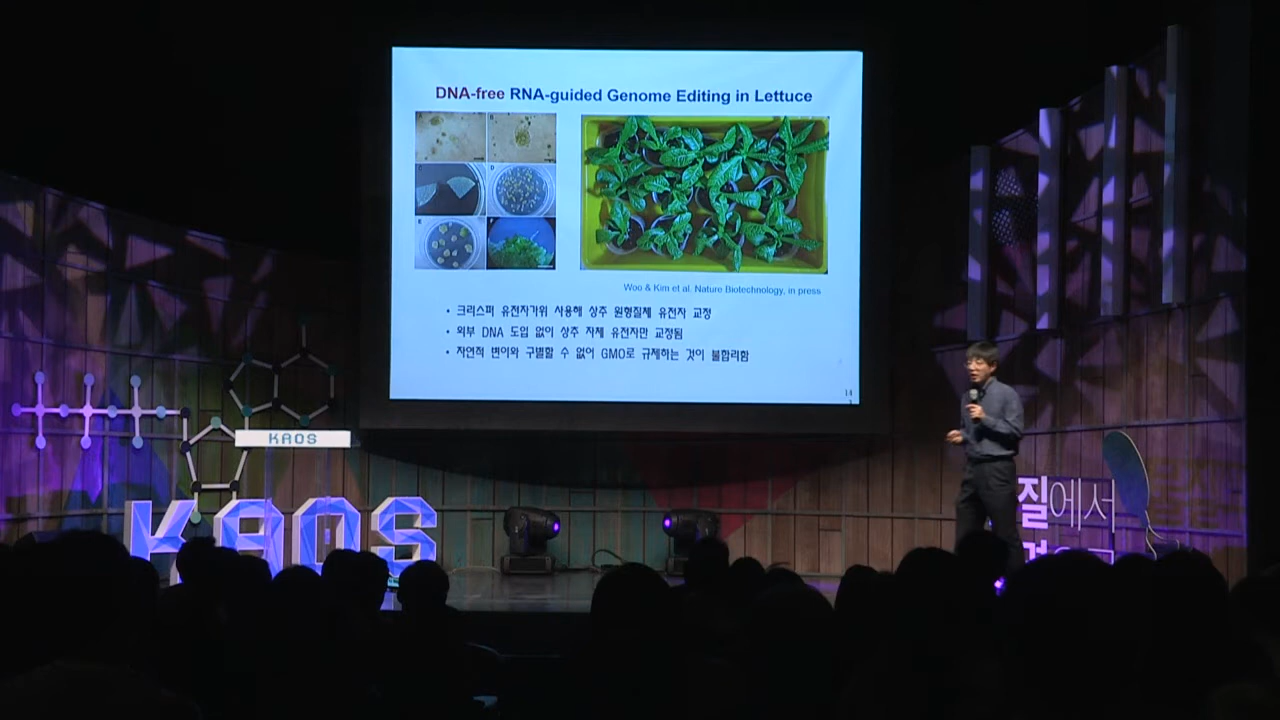 DNA-free RNA-guided Genome Editing in Lettuce
Woo & Kim et al. Nature Biotechnology, in press
• 크리스퍼 유전자가위 사용해 상추 원형질체 유전자 교정
• 외부 DNA 도입 없이 상추 자체 유전자만 교정됨
• 자연적 변이와 구별할 수 없어 GMO로 규제하는 것이 불합리함
14
KAOS
KAOS
질에서